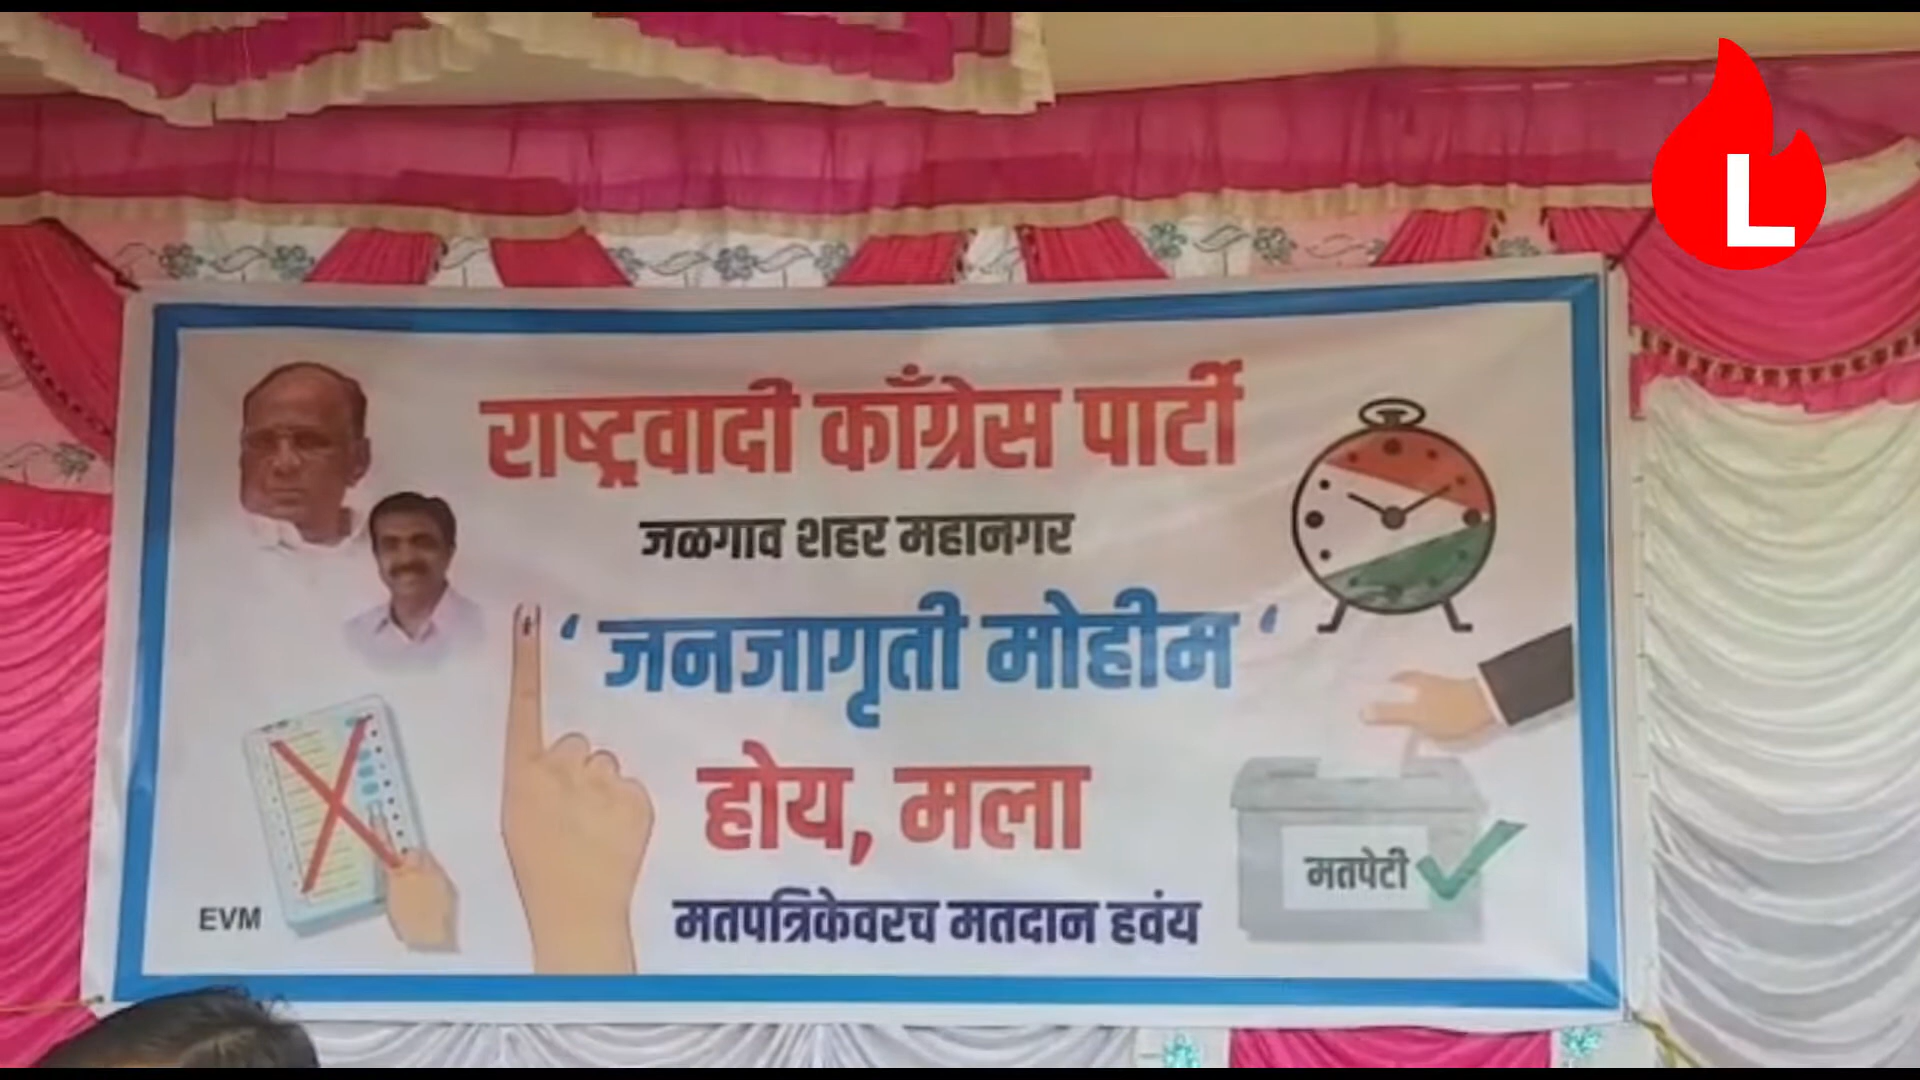 राष्ट्रवादी काँग्रेस पार्टी
जळगाव शहर महानगर
‘ जनजागृती मोहीम ‘
होय, मला
मतपत्रिकेवरच मतदान हवंय
EVM
मतपेटी
L